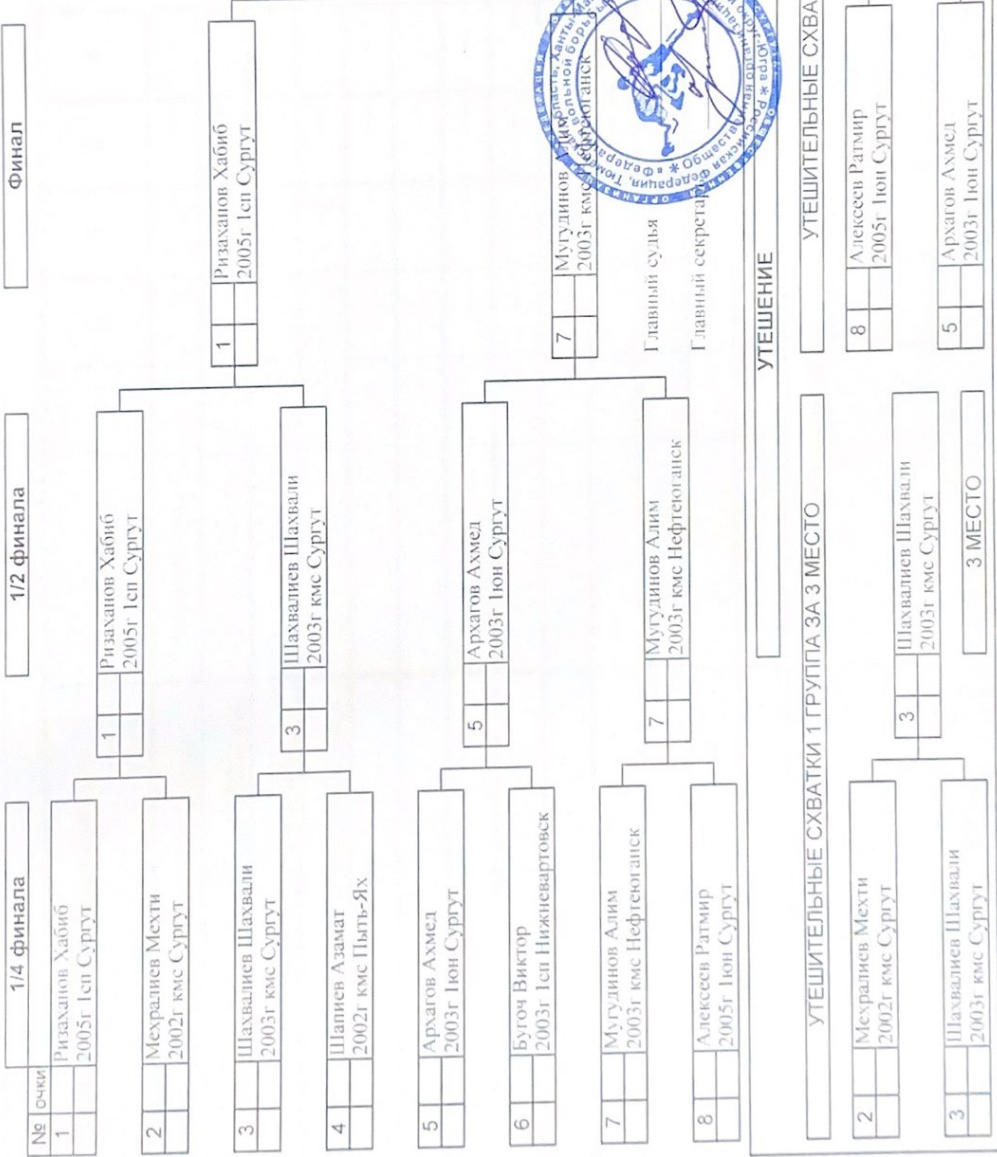 1/4 финала
1/2 финала
Финал
№ очки
1 Ризаханов Хабиб
2005г 1сп Сургут
2 Мехралиев Мехти
2002г кмс Сургут
3 Шахвалиев Шахвали
2003г кмс Сургут
4 Шапиев Азамат
2002г кмс Пыть-Ях
5 Архагов Ахмед
2003г 1юн Сургут
6 Бугоч Виктор
2003г 1сп Нижневартовск
7 Мугудинов Алим
2003г кмс Нефтеюганск
8 Алексеев Ратмир
2005г 1юн Сургут
1 Ризаханов Хабиб
2005г 1сп Сургут
3 Шахвалиев Шахвали
2003г кмс Сургут
5 Архагов Ахмед
2003г 1юн Сургут
7 Мугудинов Алим
2003г кмс Нефтеюганск
1 Ризаханов Хабиб
2005г 1сп Сургут
7 Мугудинов
2003г кмс Нефтеюганск
Главный судья
Главный секретарь
УТЕШЕНИЕ
УТЕШИТЕЛЬНЫЕ СХВАТКИ 1 ГРУППА ЗА 3 МЕСТО
2 Мехралиев Мехти
2002г кмс Сургут
3 Шахвалиев Шахвали
2003г кмс Сургут
3 Шахвалиев Шахвали
2003г кмс Сургут
3 МЕСТО
УТЕШИТЕЛЬНЫЕ СХВА
8 Алексеев Ратмир
2005г 1юн Сургут
5 Архагов Ахмед
2003г 1юн Сургут